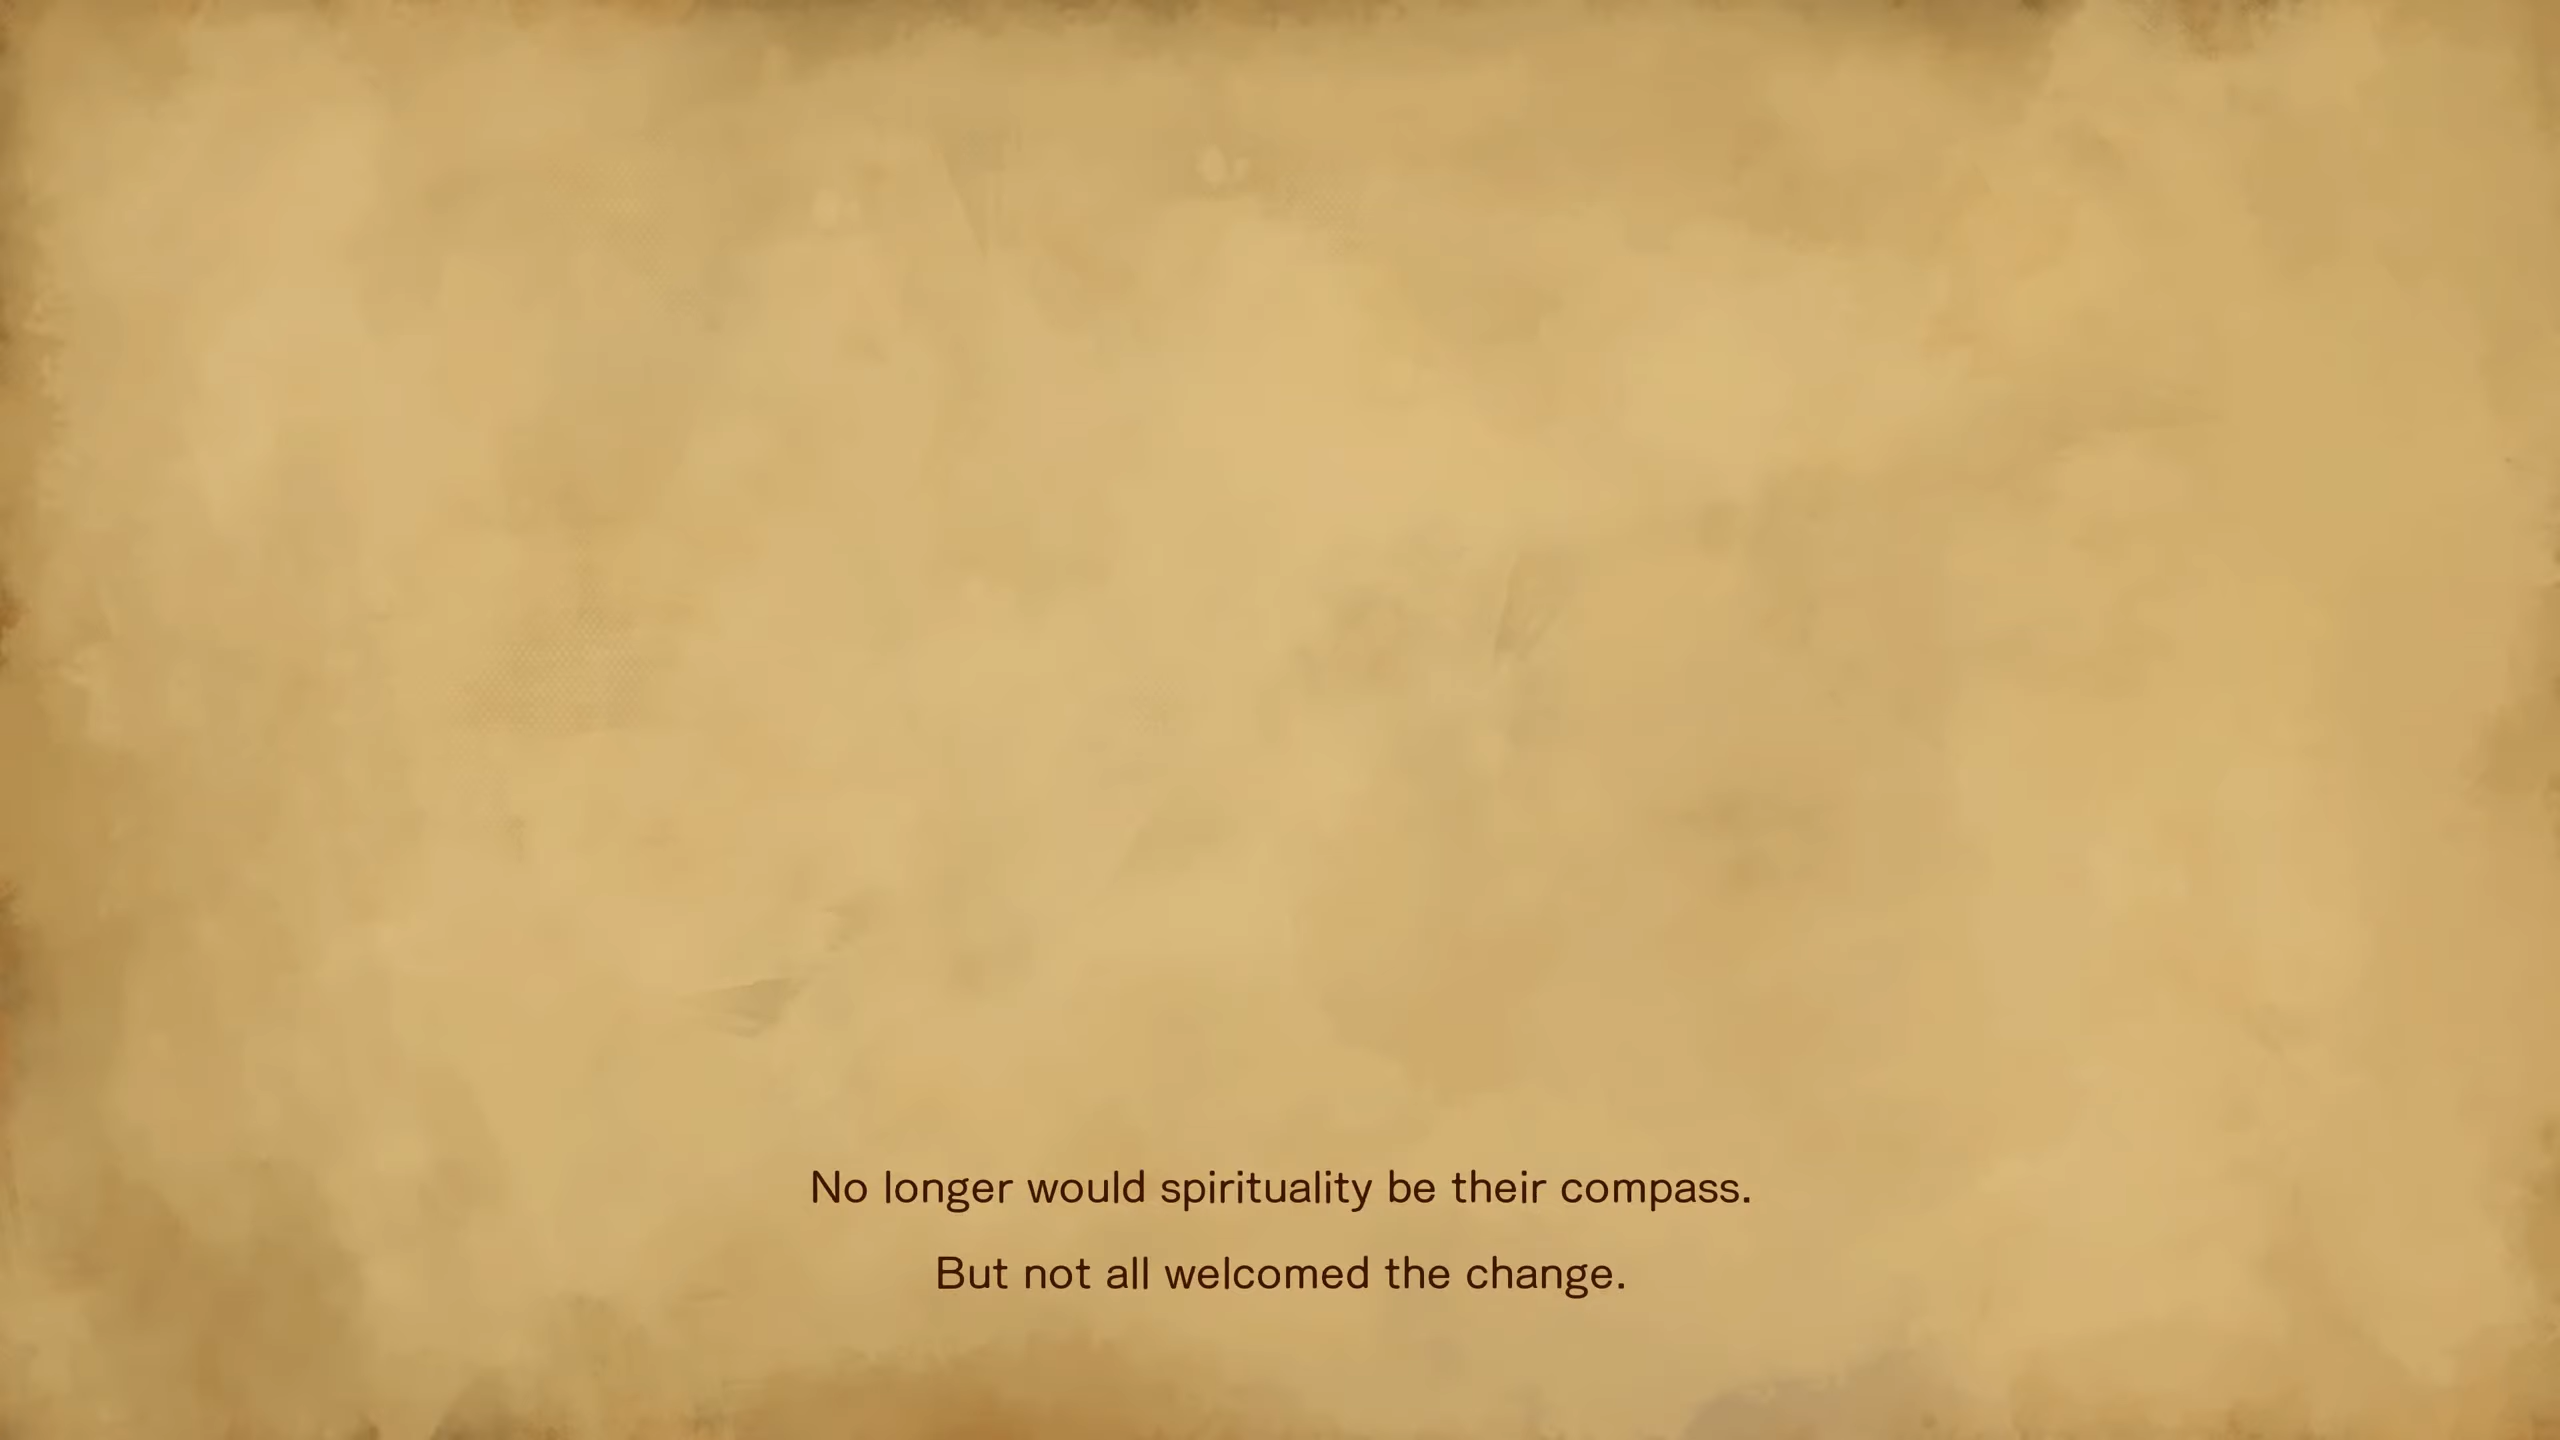 No longer would spirituality be their compass.
But not all welcomed the change.